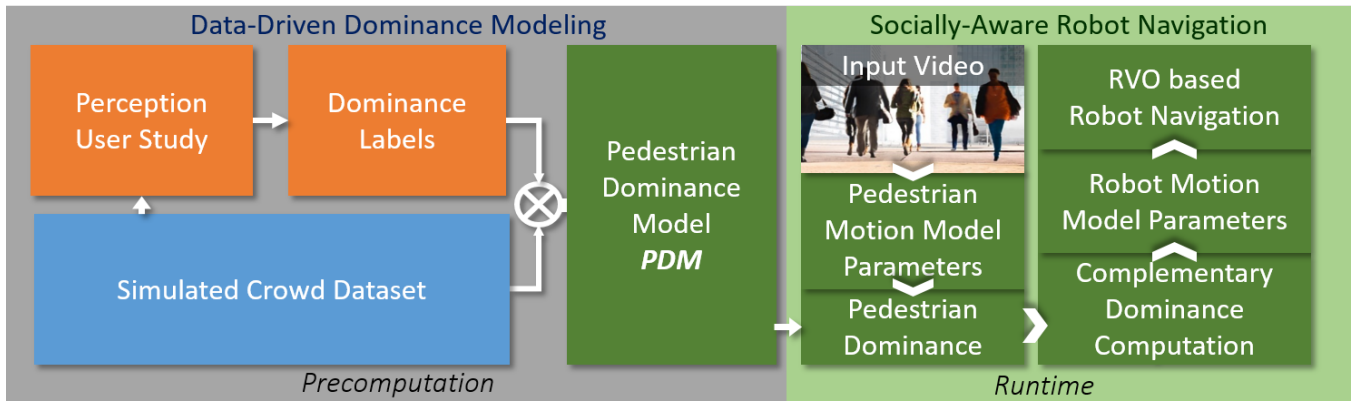 Data-Driven Dominance Modeling
Perception
User Study
Dominance
Labels
Simulated Crowd Dataset
Pedestrian
Dominance
Model
PDM
Precomputation
Socially-Aware Robot Navigation
Input Video
Pedestrian
Motion Model
Parameters
Pedestrian
Dominance
RVO based
Robot Navigation
Robot Motion
Model Parameters
Complementary
Dominance
Computation
Runtime